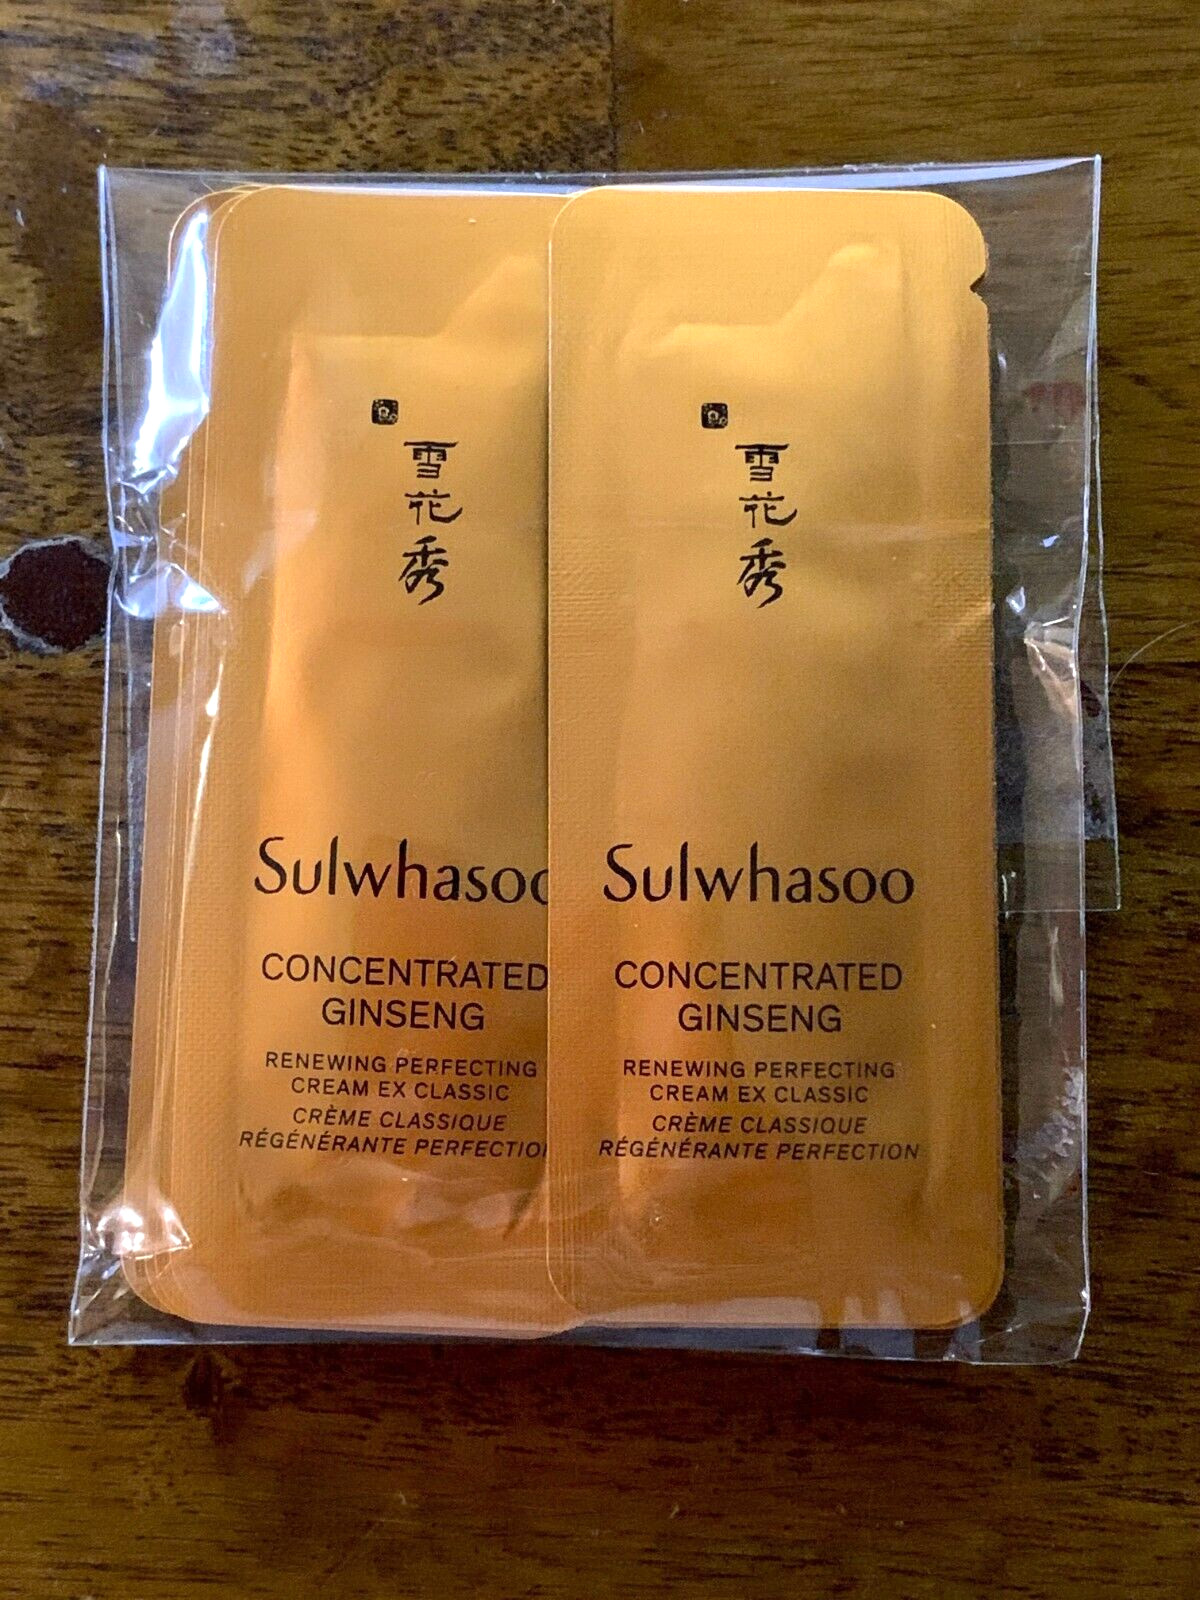 雪
花
秀
Sulwhasoo
CONCENTRATED
GINSENG
RENEWING PERFECTING
CREAM EX CLASSIC
CRÈME CLASSIQUE
RÉGÉNÉRANTE PERFECTION
雪
花
秀
Sulwhasoo
CONCENTRATED
GINSENG
RENEWING PERFECTING
CREAM EX CLASSIC
CRÈME CLASSIQUE
RÉGÉNÉRANTE PERFECTION